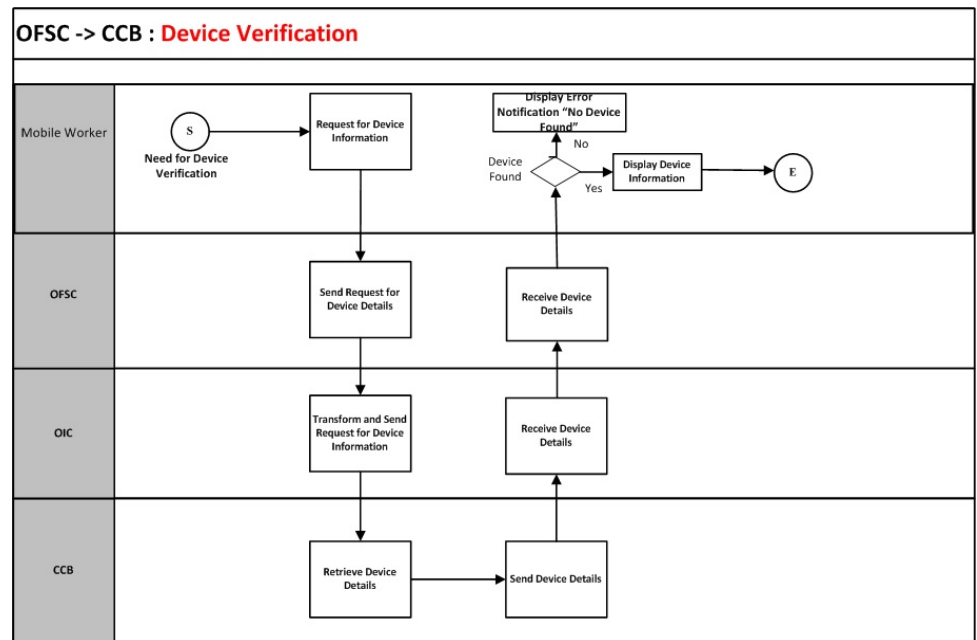 OFSC -> CCB : Device Verification
Mobile Worker
S
Need for Device
Verification
Request for Device
Information
Display Error
Notification “No Device
Found”
No
Device
Found
Yes
Display Device
Information
E
OFSC
Send Request for
Device Details
Receive Device
Details
OIC
Transform and Send
Request for Device
Information
Receive Device
Details
CCB
Retrieve Device
Details
Send Device Details